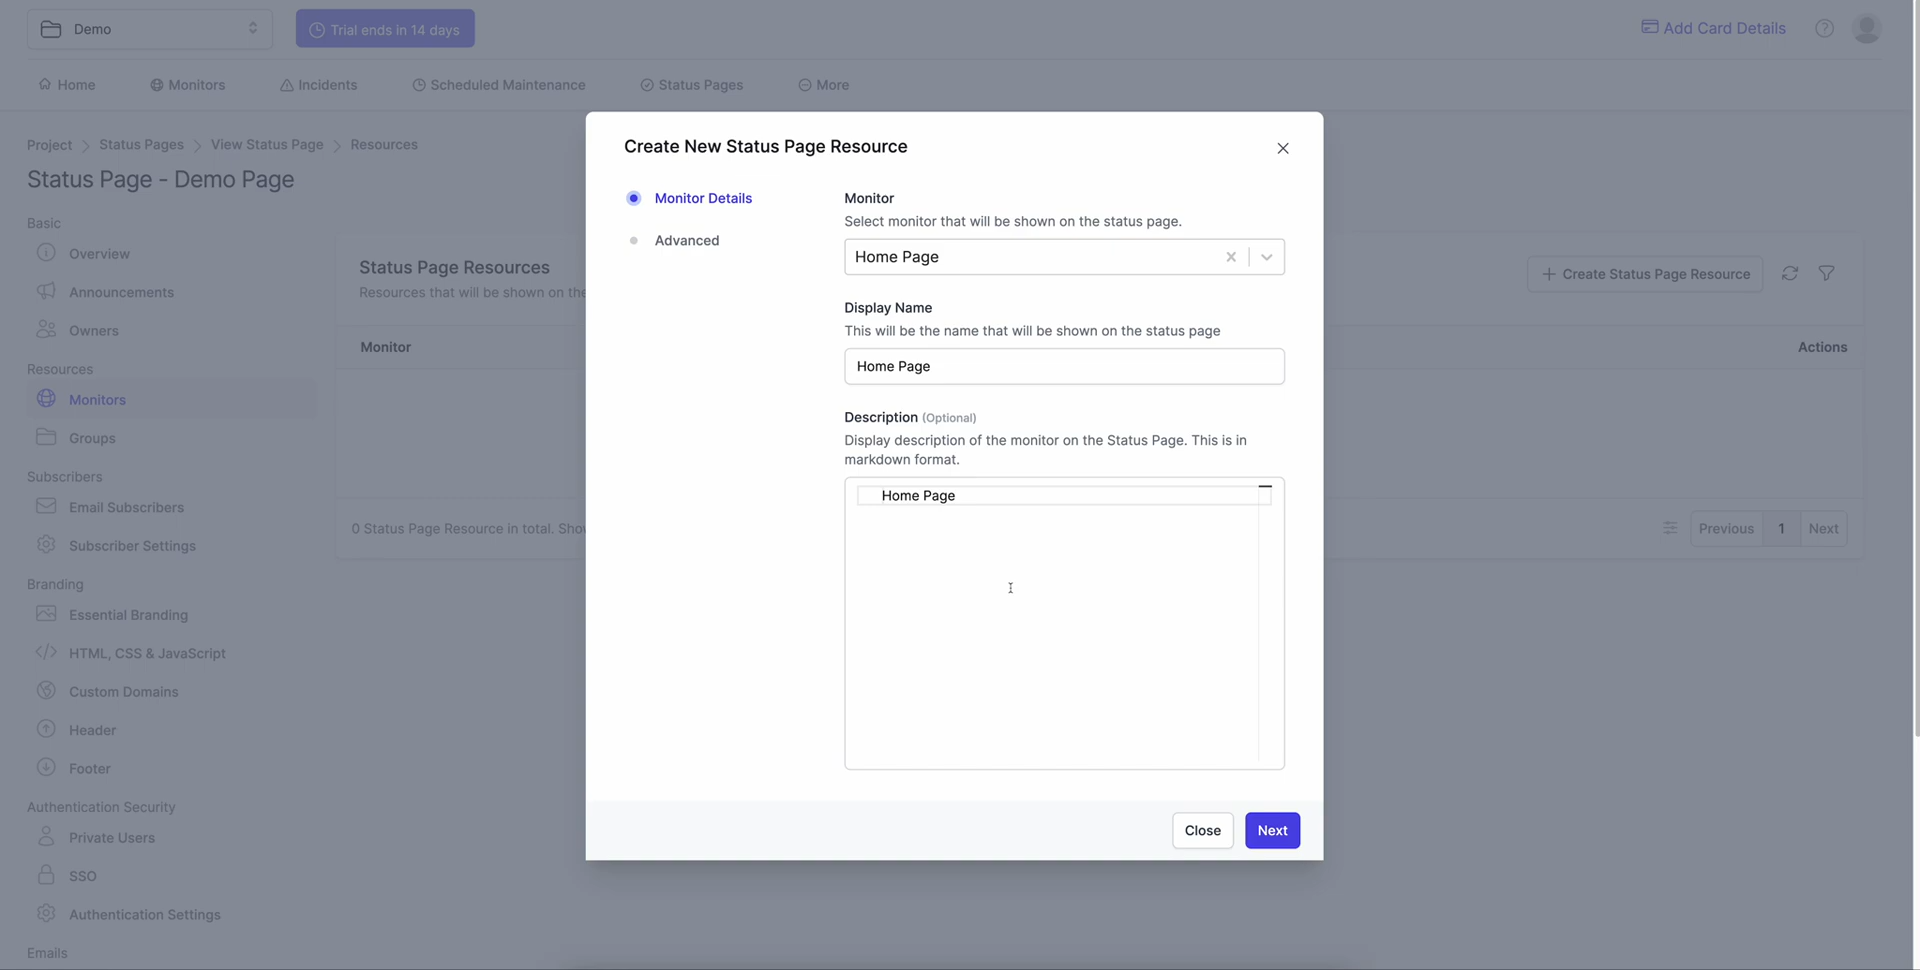 Demo
Trial ends in 14 days
Add Card Details
Home
Monitors
Incidents
Scheduled Maintenance
Status Pages
More
Project
Status Pages
View Status Page
Resources
Status Page - Demo Page
Basic
Overview
Announcements
Owners
Resources
Monitors
Groups
Subscribers
Email Subscribers
Subscriber Settings
Branding
Essential Branding
HTML, CSS & JavaScript
Custom Domains
Header
Footer
Authentication Security
Private Users
SSO
Authentication Settings
Emails
Status Page Resources
Resources that will be shown on the
Create Status Page Resource
Monitor
Actions
0 Status Page Resource in total.
Previous
1
Next
Create New Status Page Resource
Monitor Details
Advanced
Monitor
Select monitor that will be shown on the status page.
Home Page
Display Name
This will be the name that will be shown on the status page
Home Page
Description (Optional)
Display description of the monitor on the Status Page. This is in
markdown format.
Home Page
Close
Next